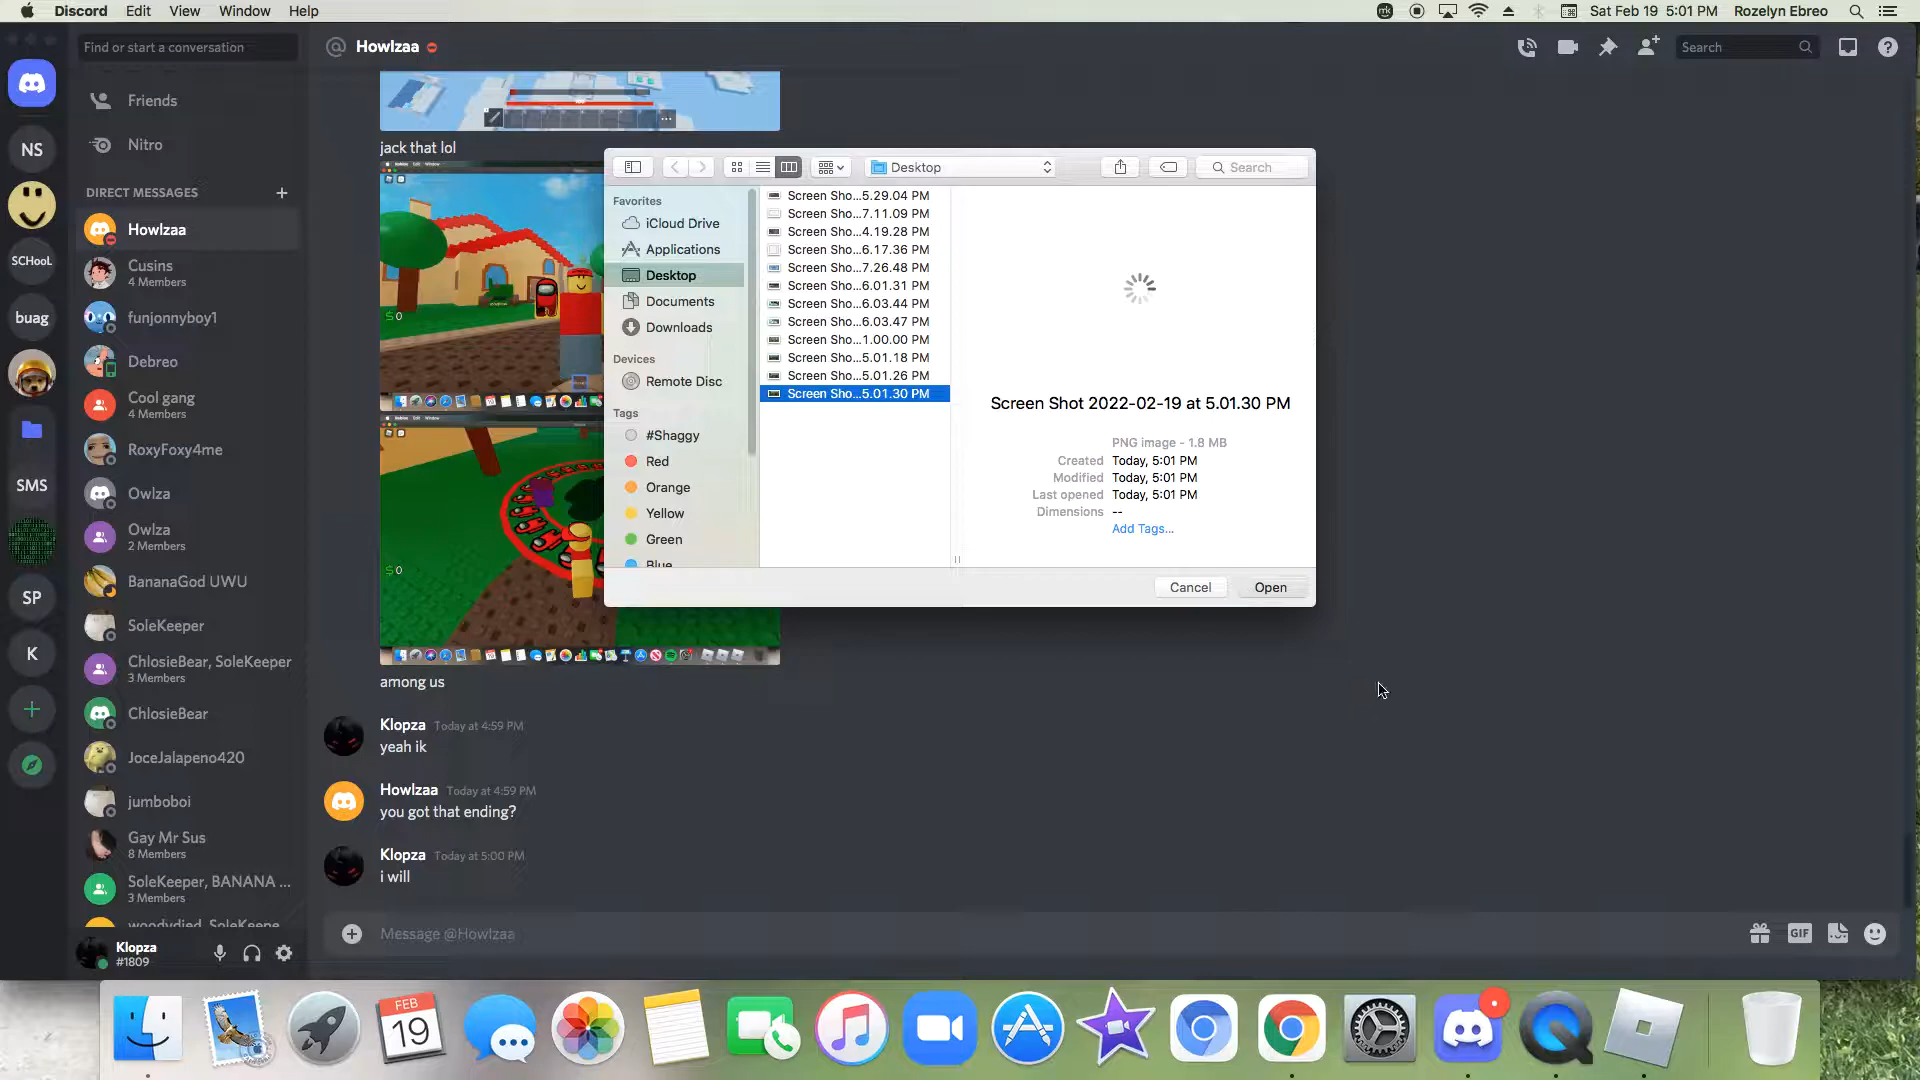 Discord Edit View Window Help
Sat Feb 19 5:01 PM Rozelyn Ebreo
Find or start a conversation
Howlzaa
Search
NS
SCHooL
buag
SMS
SP
K
Friends
Nitro
DIRECT MESSAGES
Howlzaa
Cusins
4 Members
funjonnyboy1
Debreo
Cool gang
4 Members
RoxyFoxy4me
Owlza
Owlza
2 Members
BananaGod UWU
SoleKeeper
ChlosieBear, SoleKeeper
3 Members
ChlosieBear
JoceJalapeno420
jumboboi
Gay Mr Sus
8 Members
SoleKeeper, BANANA ...
3 Members
woodydied, SoleKeepe
Klopza
#1809
jack that lol
$0
$0
among us
Klopza Today at 4:59 PM
yeah ik
Howlzaa Today at 4:59 PM
you got that ending?
Klopza Today at 5:00 PM
i will
Message @Howlzaa
GIF
Desktop
Search
Favorites
iCloud Drive
Applications
Desktop
Documents
Downloads
Devices
Remote Disc
Tags
#Shaggy
Red
Orange
Yellow
Green
Blue
Screen Sho...5.29.04 PM
Screen Sho...7.11.09 PM
Screen Sho...4.19.28 PM
Screen Sho...6.17.36 PM
Screen Sho...7.26.48 PM
Screen Sho...6.01.31 PM
Screen Sho...6.03.44 PM
Screen Sho...6.03.47 PM
Screen Sho...1.00.00 PM
Screen Sho...5.01.18 PM
Screen Sho...5.01.26 PM
Screen Sho...5.01.30 PM
Screen Shot 2022-02-19 at 5.01.30 PM
PNG image - 1.8 MB
Created Today, 5:01 PM
Modified Today, 5:01 PM
Last opened Today, 5:01 PM
Dimensions --
Add Tags...
Cancel
Open
FEB
19